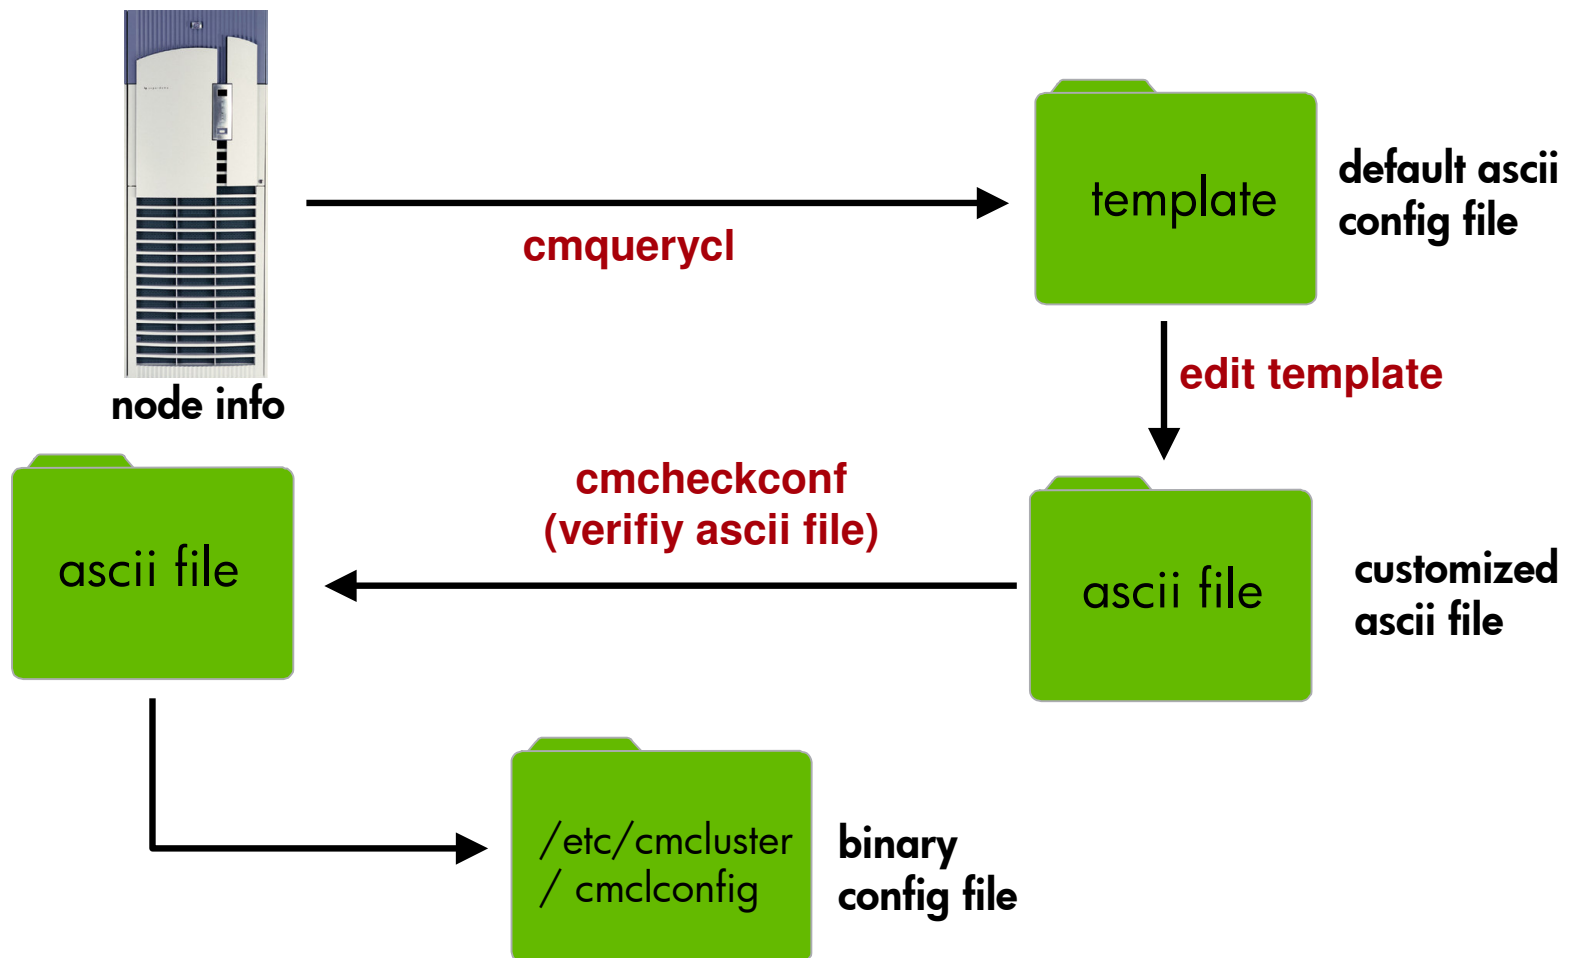 template
default ascii
config file
cmquerycl
node info
edit template
cmcheckconf
(verifiy ascii file)
ascii file
ascii file
customized
ascii file
/etc/cmcluster
/ cmclconfig
binary
config file